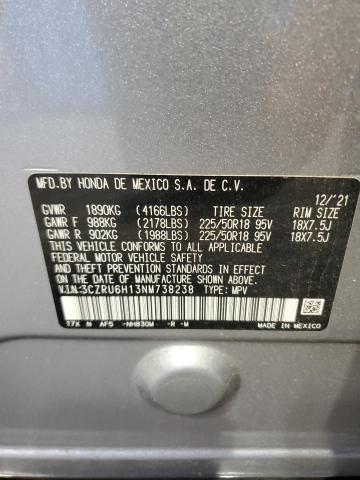 MFD.BY HONDA DE MEXICO S.A. DE C.V.
12/'21
GVWR 1890KG (4166LBS) TIRE SIZE RIM SIZE
GAWR F 988KG (2178LBS) 225/50R18 95V 18X7.5J
GAWR R 902KG (1988LBS) 225/50R18 95V 18X7.5J
THIS VEHICLE CONFORMS TO ALL APPLICABLE
FEDERAL MOTOR VEHICLE SAFETY AND
THEFT PREVENTION STANDARDS IN EFFECT ON THE
DATE OF MANUFACTURE SHOWN ABOVE.
V.I.N:3CZRU6H13NM738238 TYPE: MPV
T7X N AF5 -NH830M -R -M MADE IN MEXICO